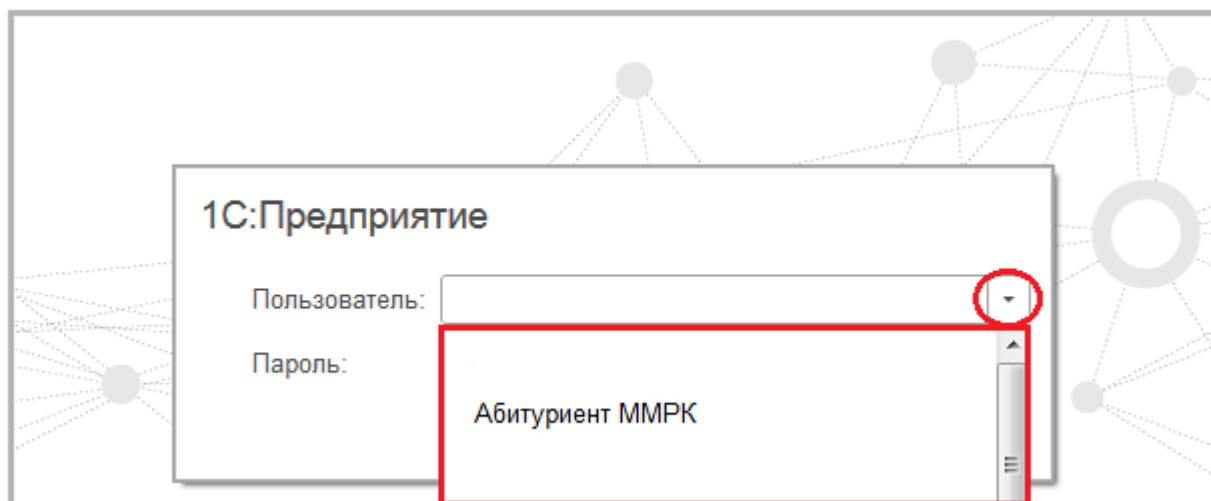 1С:Предприятие
Пользователь:
Пароль:
Абитуриент ММРК